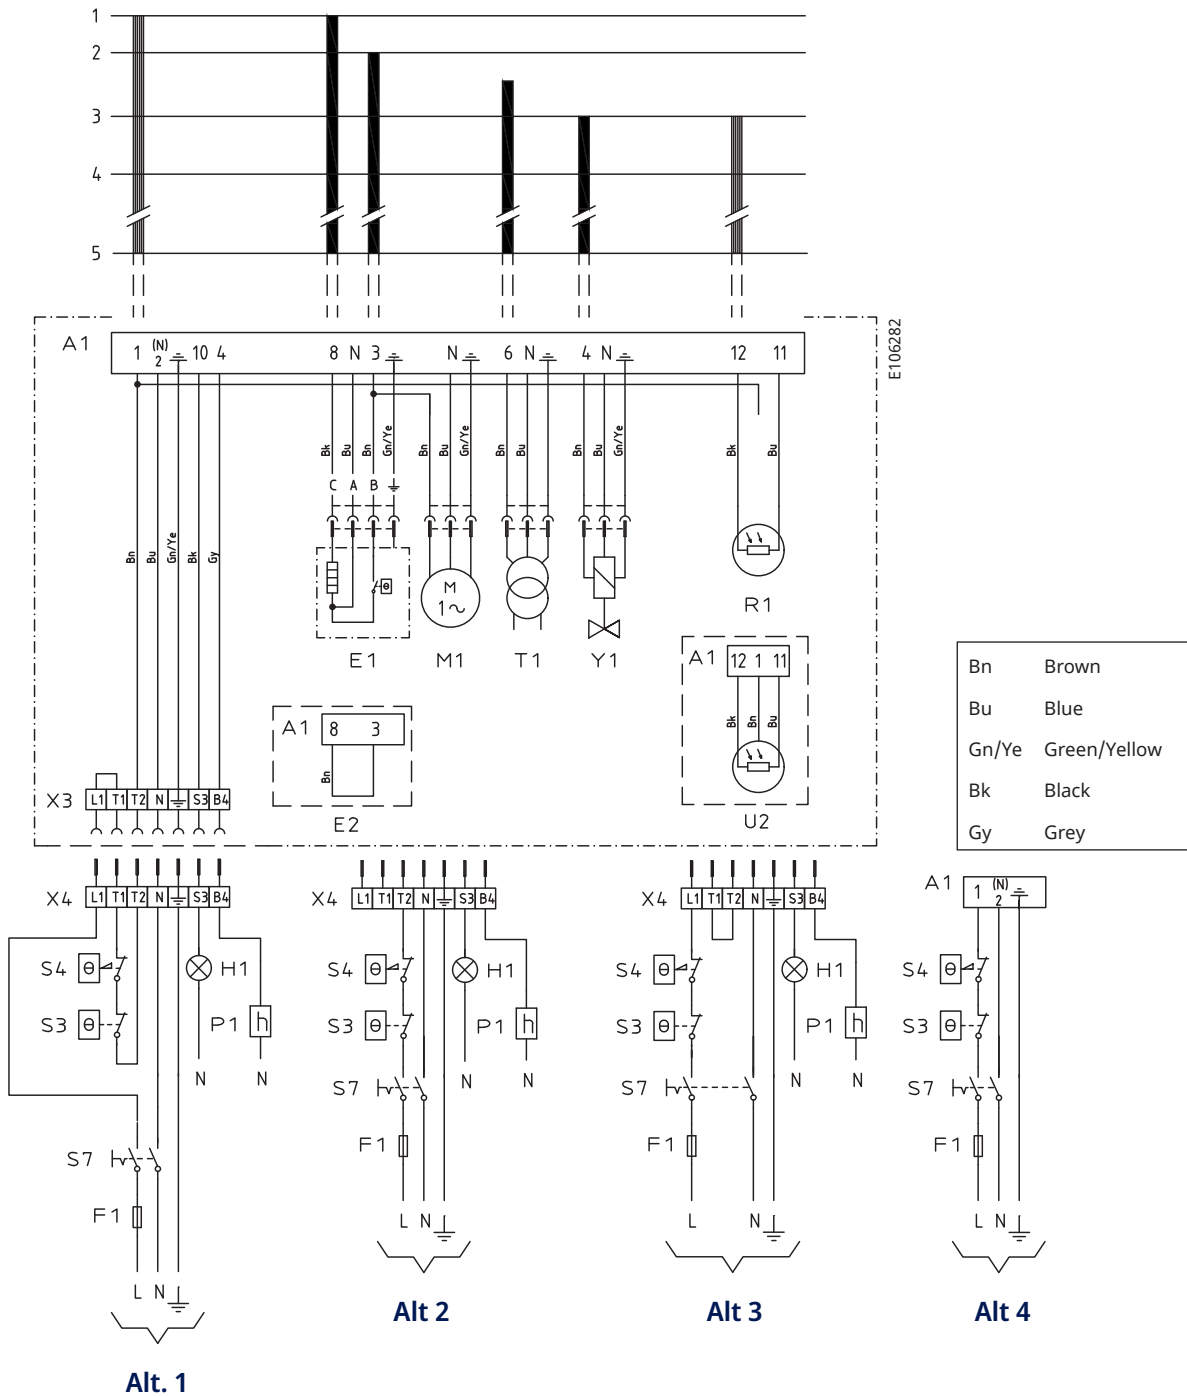 1
2
3
4
5
E106282
A1 1 (N) 2 10 4 8 N 3 N 6 N 4 N 12 11
Bk Bu Bn Gn/Ye Bn Bu Gn/Ye Bn Bu Bn Bu Gn/Ye Bk Bu
C A B
Bn Bu Gn/Ye Bk Gy
M
1~
Θ
R1
E1 M1 T1 Y1
A1 12 1 11
Bk Bn Bu
U2
A1 8 3
Bn
E2
Bn Brown
Bu Blue
Gn/Ye Green/Yellow
Bk Black
Gy Grey
X3 L1 T1 T2 N S3 B4
X4 L1 T1 T2 N S3 B4
S4 Θ H1
S3 Θ P1 h
N N
S7
F1
L N
Alt. 1
X4 L1 T1 T2 N S3 B4
S4 Θ H1
S3 Θ P1 h
S7 N N
F1
L N
Alt 2
X4 L1 T1 T2 N S3 B4
S4 Θ H1
S3 Θ P1 h
S7 N N
F1
L N
Alt 3
A1 1 (N) 2
S4 Θ
S3 Θ
S7
F1
L N
Alt 4